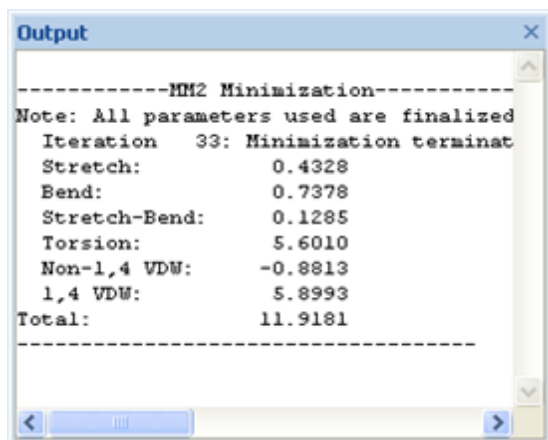 Output
------------MM2 Minimization-----------
Note: All parameters used are finalized
Iteration 33: Minimization terminat
Stretch: 0.4328
Bend: 0.7378
Stretch-Bend: 0.1285
Torsion: 5.6010
Non-1,4 VDW: -0.8813
1,4 VDW: 5.8993
Total: 11.9181
------------------------------------